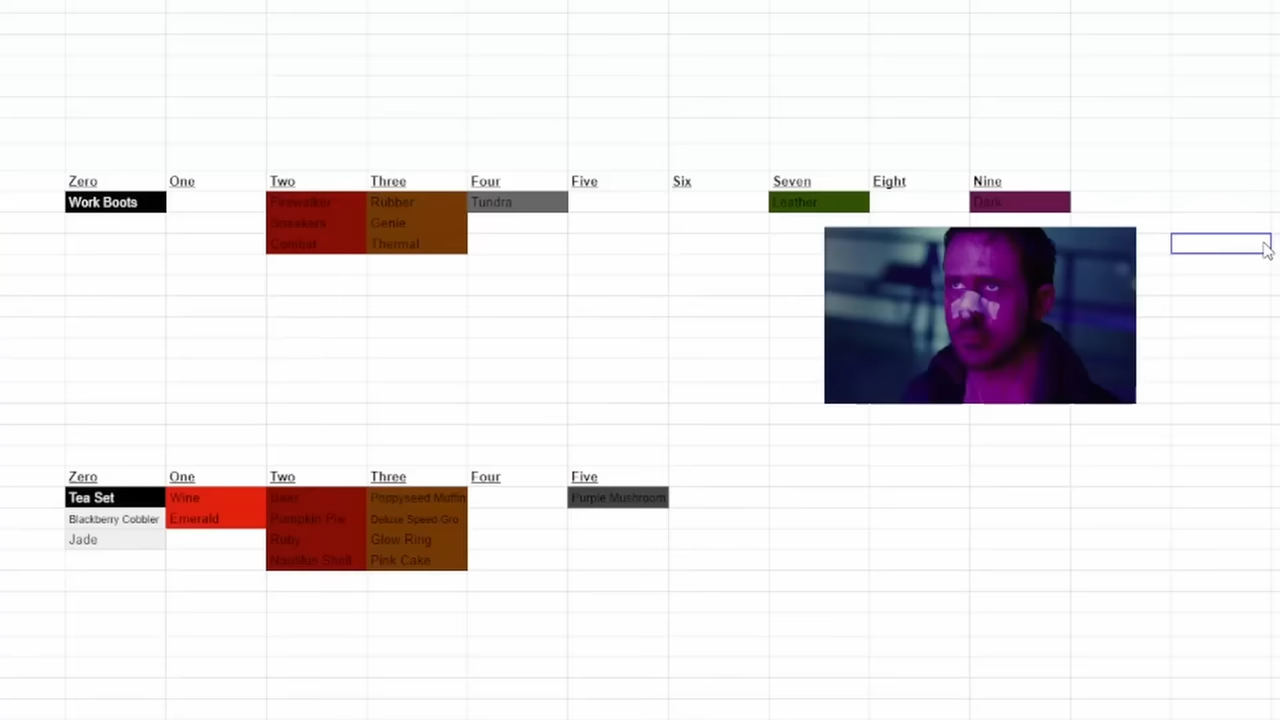 Zero One Two Three Four Five Six Seven Eight Nine
Work Boots Firewalker Rubber Tundra Leather Dark
Sneakers Genie
Combat Thermal
Zero One Two Three Four Five
Tea Set Wine Beer Poppyseed Muffin Purple Mushroom
Blackberry Cobbler Emerald Pumpkin Pie Deluxe Speed Gro
Jade Ruby Glow Ring
Nautilus Shell Pink Cake